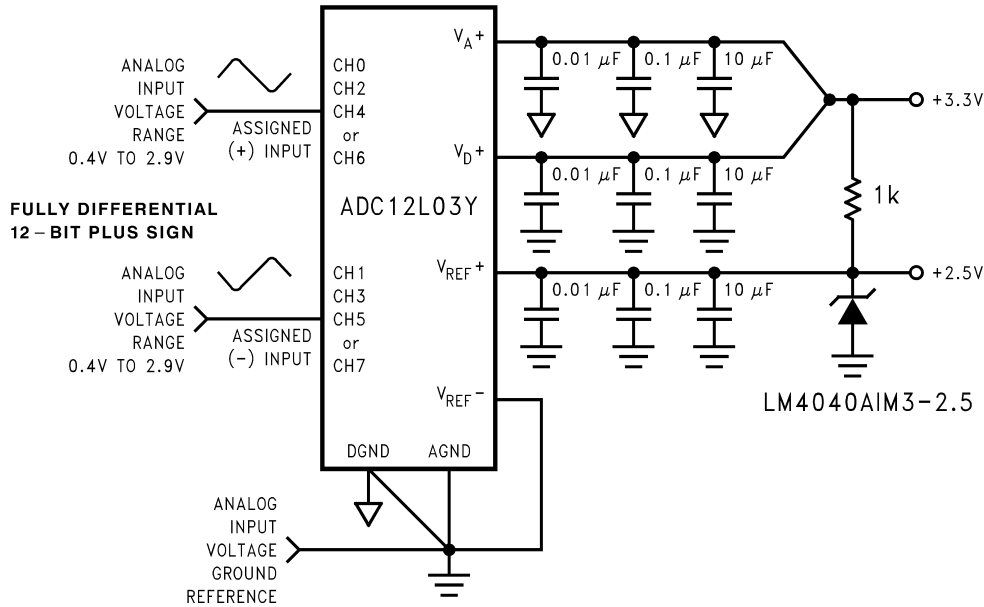 ANALOG
INPUT
VOLTAGE
RANGE
0.4V TO 2.9V
ASSIGNED
(+) INPUT
FULLY DIFFERENTIAL
12–BIT PLUS SIGN
ANALOG
INPUT
VOLTAGE
RANGE
0.4V TO 2.9V
ASSIGNED
(−) INPUT
CH0
CH2
CH4
or
CH6
ADC12L03Y
CH1
CH3
CH5
or
CH7
VA+
VD+
VREF+
VREF−
DGND
AGND
0.01 μF
0.1 μF
10 μF
0.01 μF
0.1 μF
10 μF
0.01 μF
0.1 μF
10 μF
+3.3V
1k
+2.5V
LM4040AIM3-2.5
ANALOG
INPUT
VOLTAGE
GROUND
REFERENCE